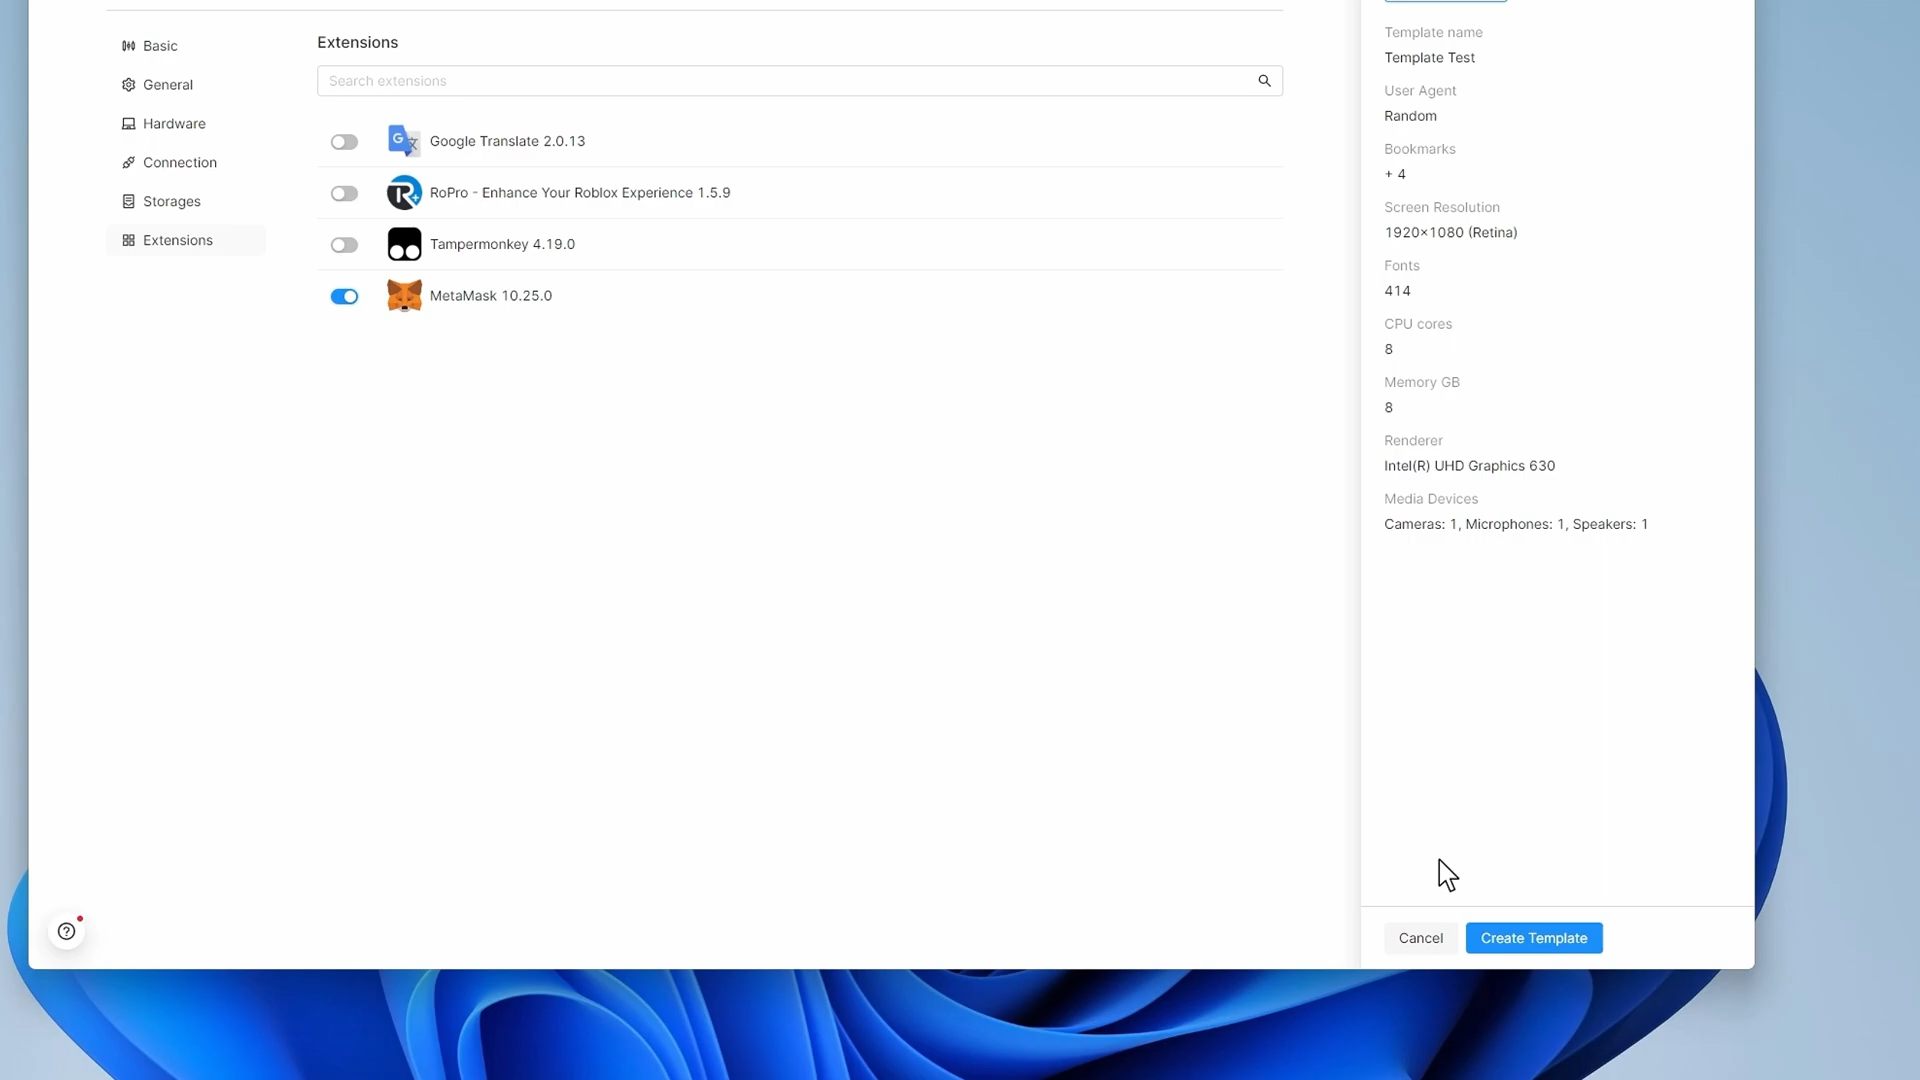 Basic
General
Hardware
Connection
Storages
Extensions
Extensions
Search extensions
Google Translate 2.0.13
RoPro - Enhance Your Roblox Experience 1.5.9
Tampermonkey 4.19.0
MetaMask 10.25.0
Template name
Template Test
User Agent
Random
Bookmarks
+ 4
Screen Resolution
1920×1080 (Retina)
Fonts
414
CPU cores
8
Memory GB
8
Renderer
Intel(R) UHD Graphics 630
Media Devices
Cameras: 1, Microphones: 1, Speakers: 1
Cancel
Create Template